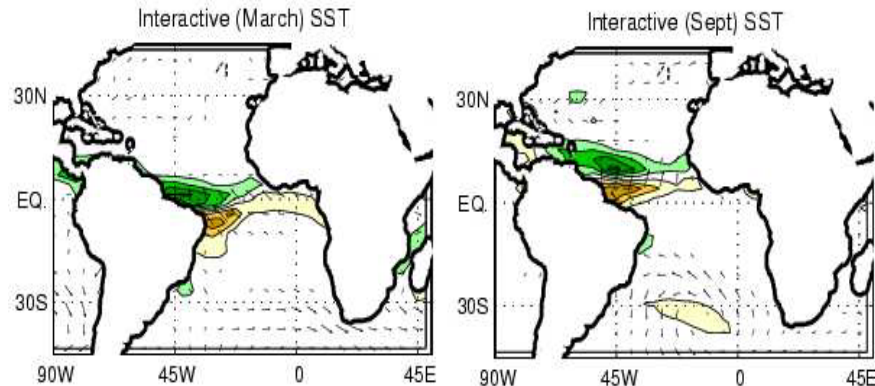 Interactive (March) SST
Interactive (Sept) SST
30N
EQ.
30S
90W 45W 0 45E
30N
EQ.
30S
90W 45W 0 45E